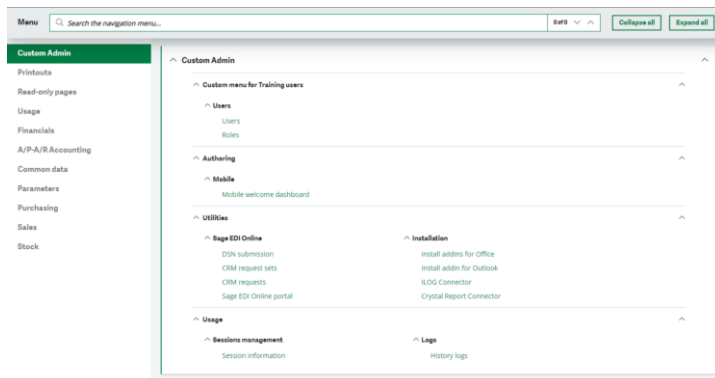 Menu
Search the navigation menu...
0 of 0
Collapse all
Expand all
Custom Admin
Printouts
Read-only pages
Usage
Financials
A/P-A/R Accounting
Common data
Parameters
Purchasing
Sales
Stock
Custom Admin
Custom menu for Training users
Users
Users
Roles
Authoring
Mobile
Mobile welcome dashboard
Utilities
Sage EDI Online
DSN submission
CRM request sets
CRM requests
Sage EDI Online portal
Installation
Install addins for Office
Install addin for Outlook
ILOG Connector
Crystal Report Connector
Usage
Sessions management
Session information
Logs
History logs